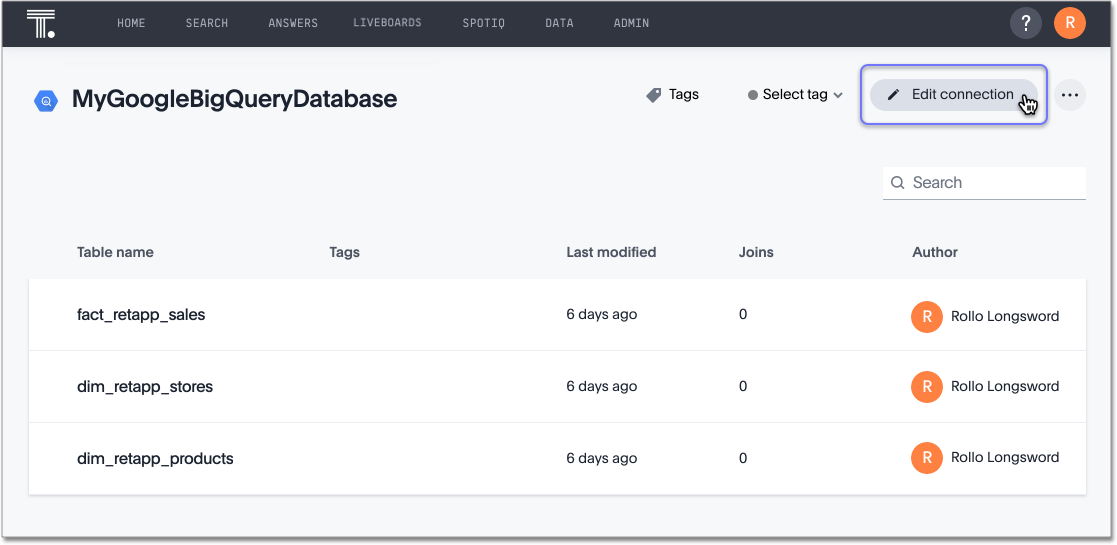 T. HOME SEARCH ANSWERS LIVEBOARDS SPOTIQ DATA ADMIN ? R
MyGoogleBigQueryDatabase Tags Select tag Edit connection ...
Search
Table name Tags Last modified Joins Author
fact_retapp_sales 6 days ago 0 R Rollo Longsword
dim_retapp_stores 6 days ago 0 R Rollo Longsword
dim_retapp_products 6 days ago 0 R Rollo Longsword